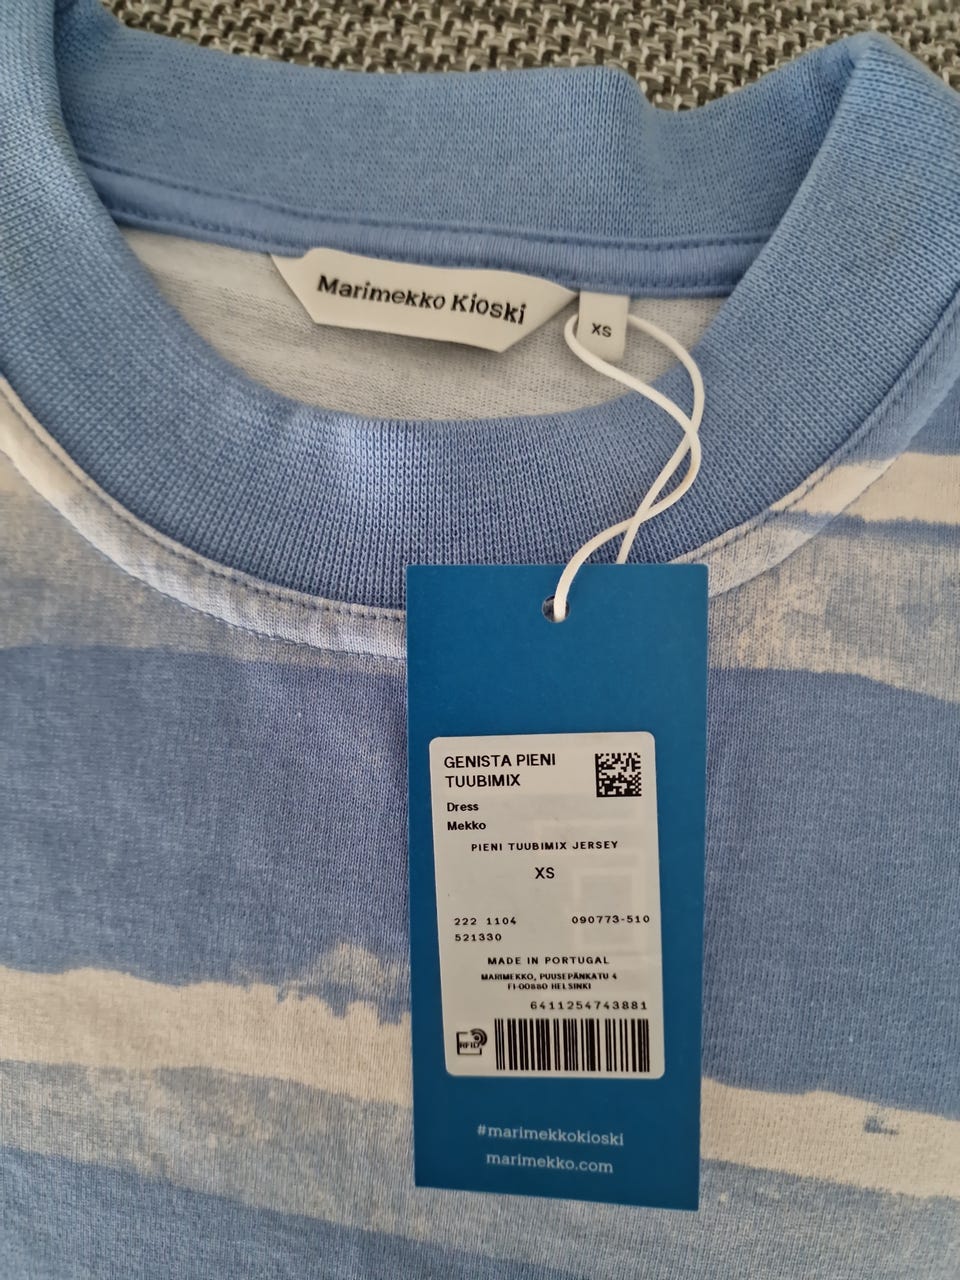 Marimekko Kioski
XS
GENISTA PIENI
TUUBIMIX
Dress
Mekko
PIENI TUUBIMIX JERSEY
XS
222 1104 090773-510
521330
MADE IN PORTUGAL
MARIMEKKO, PUUSEPÄNKATU 4
FI-00880 HELSINKI
6411254743881
RFID
#marimekkokioski
marimekko.com